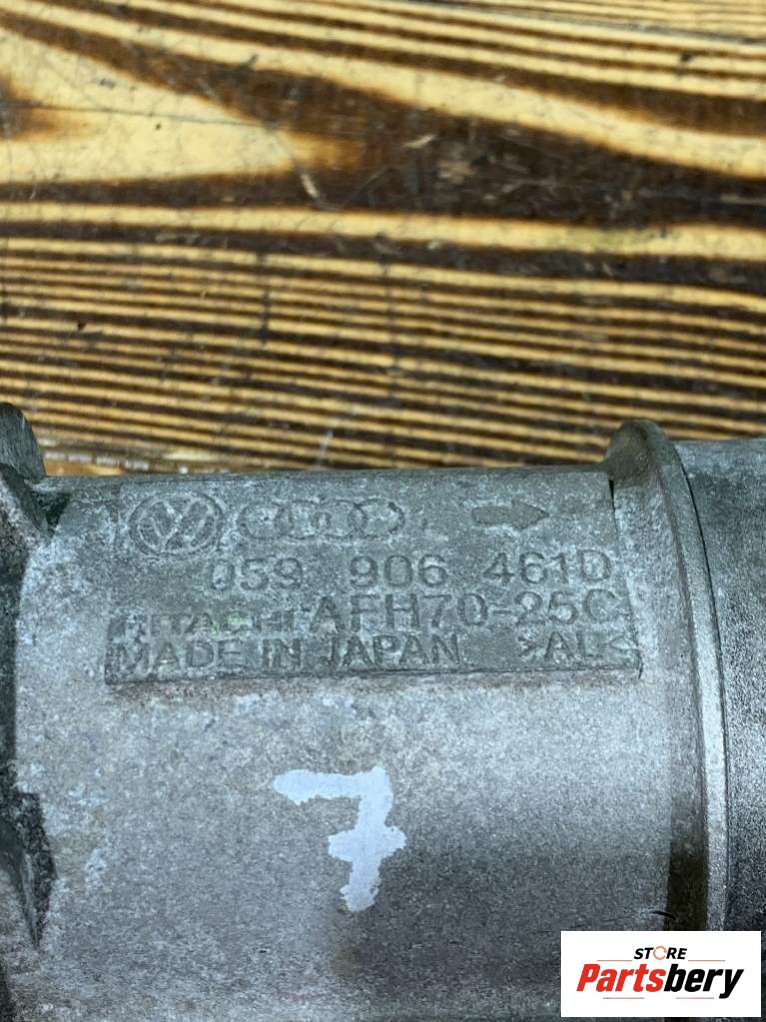 059 906 461D
HITACHI AFH70-25C
MADE IN JAPAN >AL<
7
STORE
Partsbery